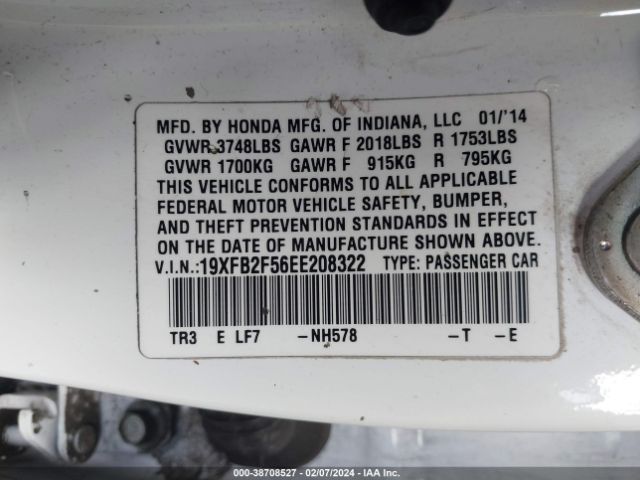 MFD. BY HONDA MFG. OF INDIANA, LLC 01/'14
GVWR 3748LBS GAWR F 2018LBS R 1753LBS
GVWR 1700KG GAWR F 915KG R 795KG
THIS VEHICLE CONFORMS TO ALL APPLICABLE
FEDERAL MOTOR VEHICLE SAFETY, BUMPER,
AND THEFT PREVENTION STANDARDS IN EFFECT
ON THE DATE OF MANUFACTURE SHOWN ABOVE.
V.I.N.:19XFB2F56EE208322 TYPE: PASSENGER CAR
TR3 E LF7 -NH578 -T -E
000-38708527 - 02/07/2024 - IAA Inc.